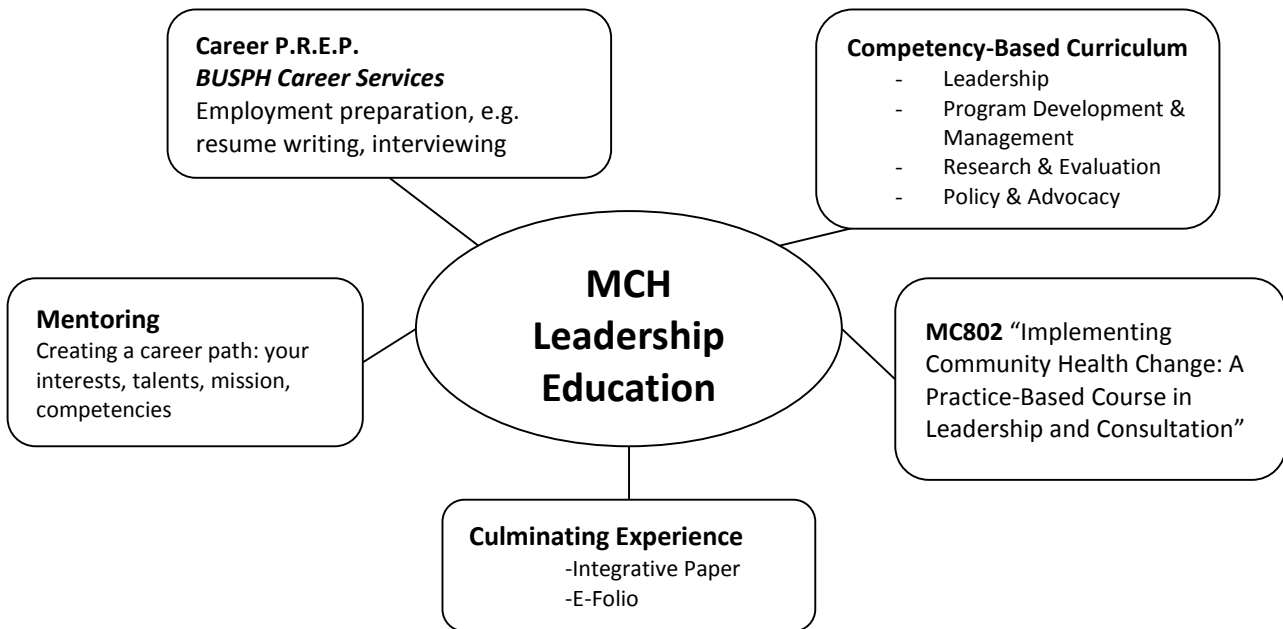 Career P.R.E.P.
BUSPH Career Services
Employment preparation, e.g.
resume writing, interviewing
Competency-Based Curriculum
- Leadership
- Program Development &
Management
- Research & Evaluation
- Policy & Advocacy
MCH
Leadership
Education
Mentoring
Creating a career path: your
interests, talents, mission,
competencies
MC802 “Implementing
Community Health Change: A
Practice-Based Course in
Leadership and Consultation”
Culminating Experience
-Integrative Paper
-E-Folio